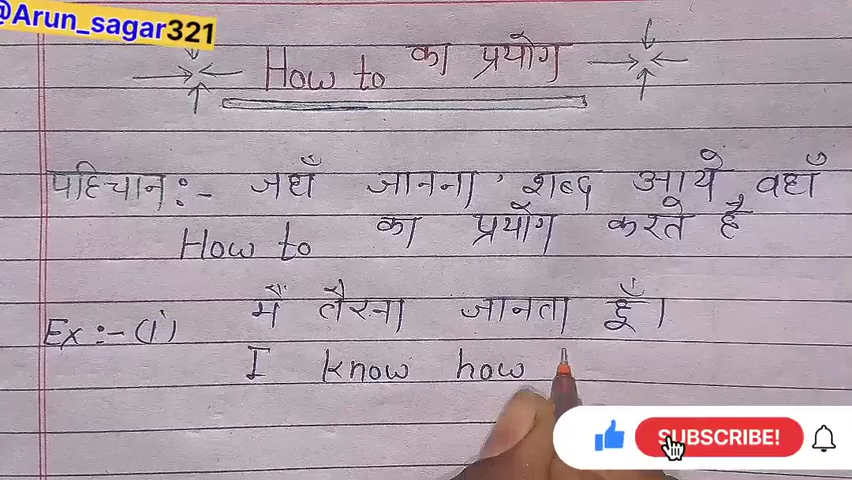 @Arun_sagar321
How to का प्रयोग
पहिचान :- जहाँ जानना' शब्द आये वहाँ
How to का प्रयोग करते है
Ex :- (i) मैं तैरना जानता हूँ।
I know how
SUBSCRIBE!